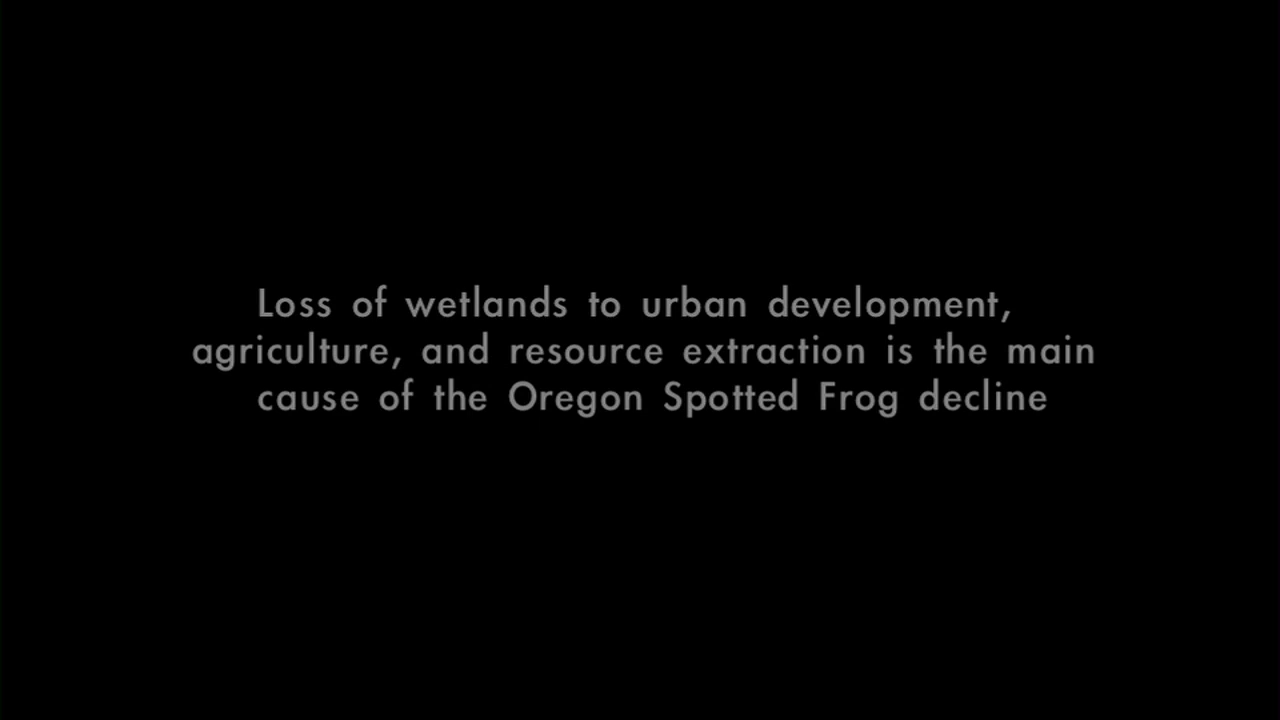 Loss of wetlands to urban development,
agriculture, and resource extraction is the main
cause of the Oregon Spotted Frog decline